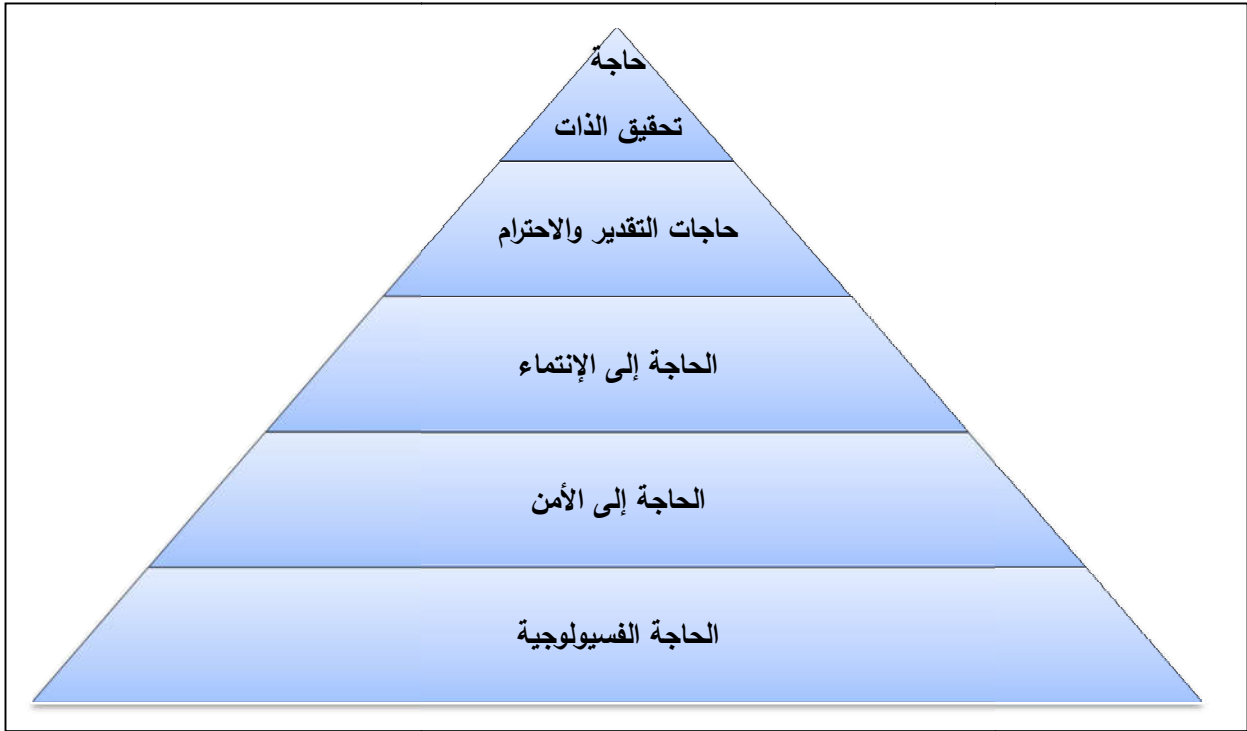 حاجة
تحقيق الذات
حاجات التقدير والاحترام
الحاجة إلى الإنتماء
الحاجة إلى الأمن
الحاجة الفسيولوجية